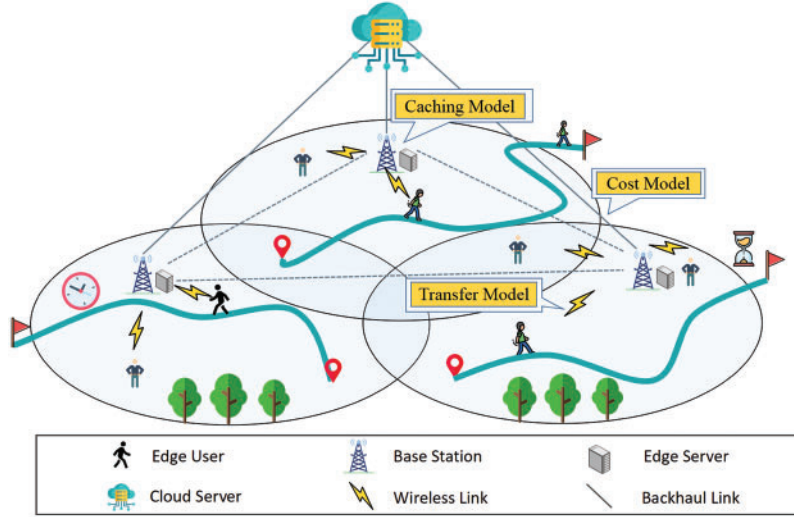 Caching Model
Cost Model
Transfer Model
Edge User
Base Station
Edge Server
Cloud Server
Wireless Link
Backhaul Link